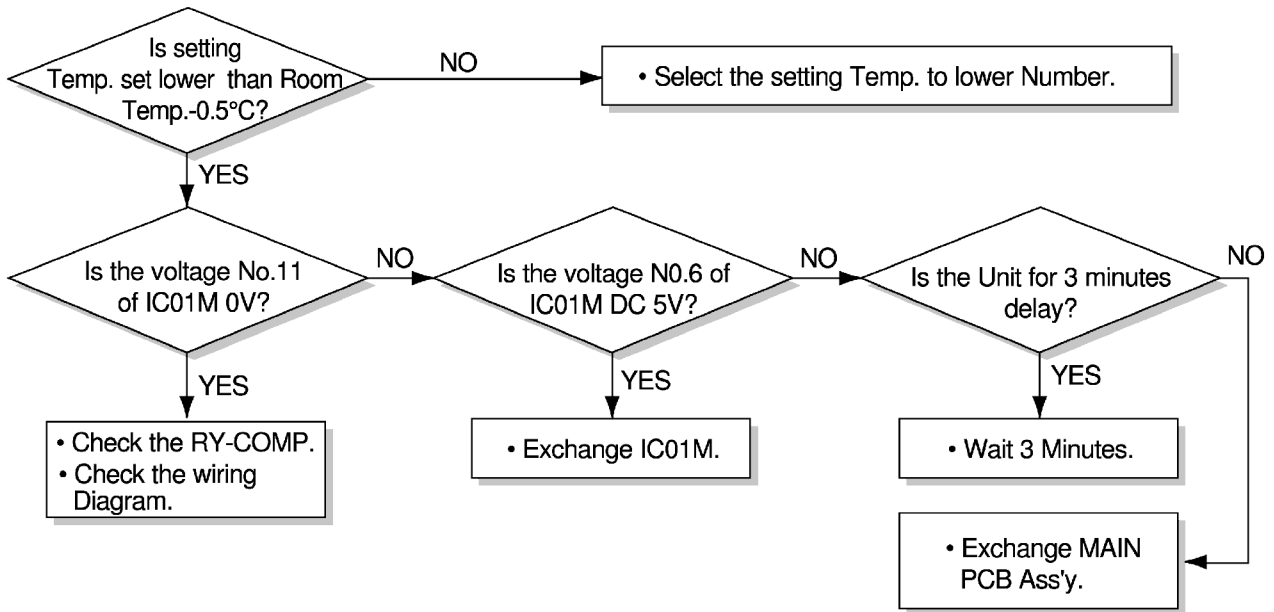 Is setting
Temp. set lower than Room
Temp.-0.5°C?
NO
• Select the setting Temp. to lower Number.
YES
Is the voltage No.11
of IC01M 0V?
NO
Is the voltage N0.6 of
IC01M DC 5V?
NO
Is the Unit for 3 minutes
delay?
NO
YES
• Check the RY-COMP.
• Check the wiring
Diagram.
YES
• Exchange IC01M.
YES
• Wait 3 Minutes.
• Exchange MAIN
PCB Ass'y.